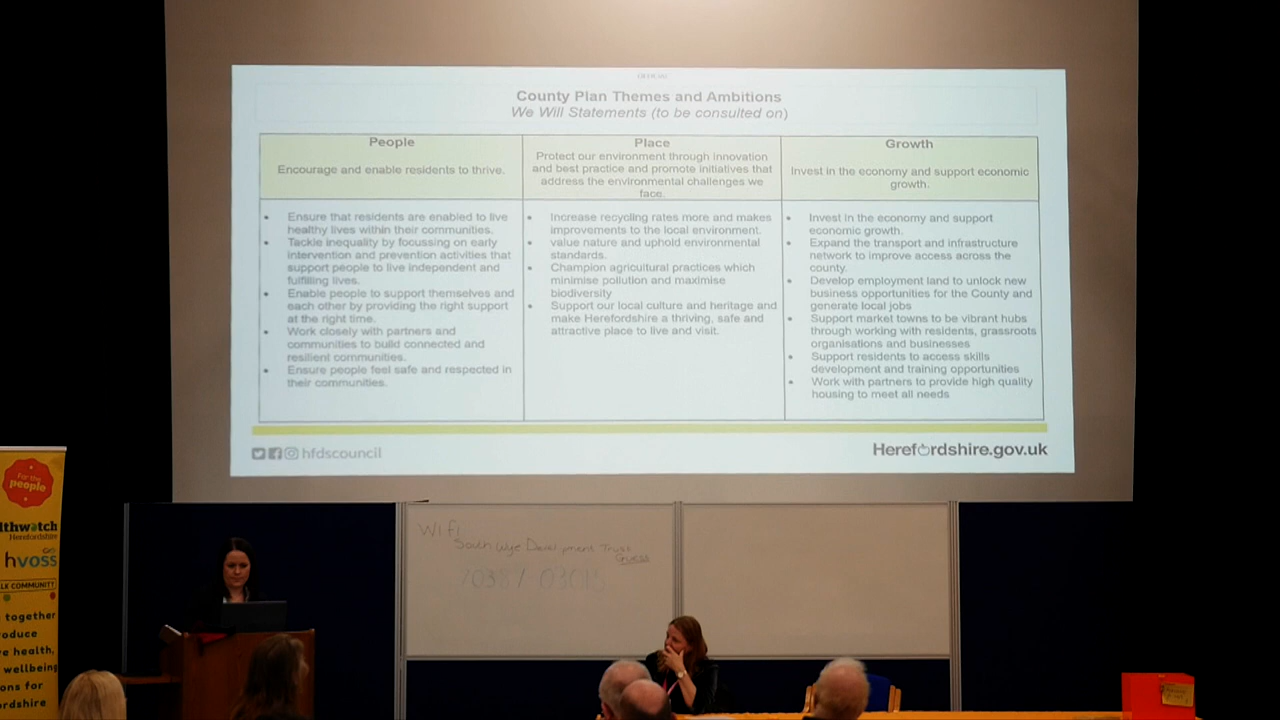 County Plan Themes and Ambitions
We Will Statements (to be consulted on)
People
Encourage and enable residents to thrive.
Ensure that residents are enabled to live
healthy lives within their communities.
Tackle inequality by focussing on early
intervention and prevention activities that
support people to live independent and
fulfilling lives.
Enable people to support themselves and
each other by providing the right support
at the right time.
Work closely with partners and
communities to build connected and
resilient communities.
Ensure people feel safe and respected in
their communities.
Place
Protect our environment through innovation
and best practice and promote initiatives that
address the environmental challenges we
face.
Increase recycling rates more and makes
improvements to the local environment.
value nature and uphold environmental
standards.
Champion agricultural practices which
minimise pollution and maximise
biodiversity
Support our local culture and heritage and
make Herefordshire a thriving, safe and
attractive place to live and visit.
Growth
Invest in the economy and support economic
growth.
Invest in the economy and support
economic growth.
Expand the transport and infrastructure
network to improve access across the
county.
Develop employment land to unlock new
business opportunities for the County and
generate local jobs
Support market towns to be vibrant hubs
through working with residents, grassroots
organisations and businesses
Support residents to access skills
development and training opportunities
Work with partners to provide high quality
housing to meet all needs
hfdscouncil
Herefordshire.gov.uk
WiFi
South Wye Development Trust
Guess
For the
people
lthwatch
Herefordshire
hvoss
LK COMMUNITY
together
roduce
ve health,
wellbeing
ons for
ordshire